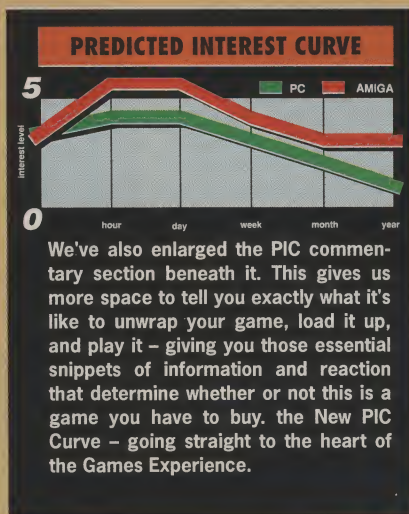 PREDICTED INTEREST CURVE
5
PC
AMIGA
interest level
0
hour
day
week
month
year
We've also enlarged the PIC commen-
tary section beneath it. This gives us
more space to tell you exactly what it's
like to unwrap your game, load it up,
and play it – giving you those essential
snippets of information and reaction
that determine whether or not this is a
game you have to buy. the New PIC
Curve – going straight to the heart of
the Games Experience.